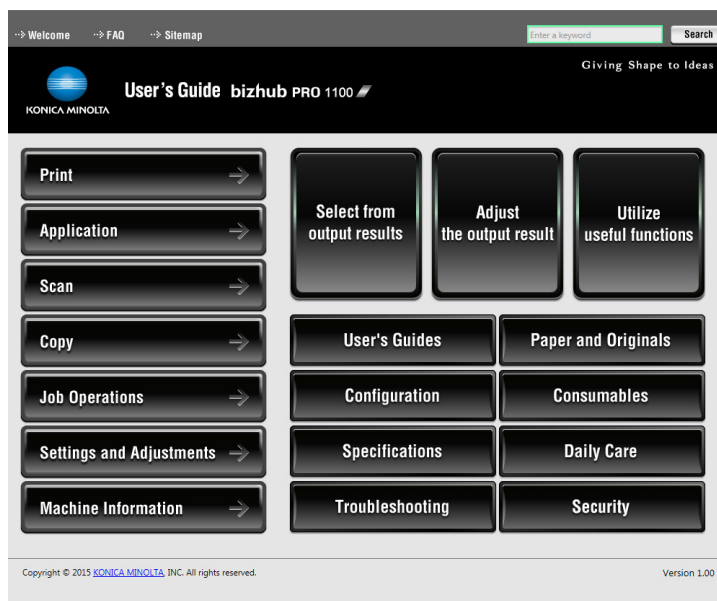 Welcome
FAQ
Sitemap
Enter a keyword
Search
Giving Shape to Ideas
KONICA MINOLTA
User's Guide bizhub PRO 1100
Print
Application
Scan
Copy
Job Operations
Settings and Adjustments
Machine Information
Select from
output results
Adjust
the output result
Utilize
useful functions
User's Guides
Paper and Originals
Configuration
Consumables
Specifications
Daily Care
Troubleshooting
Security
Copyright © 2015 KONICA MINOLTA, INC. All rights reserved.
Version 1.00